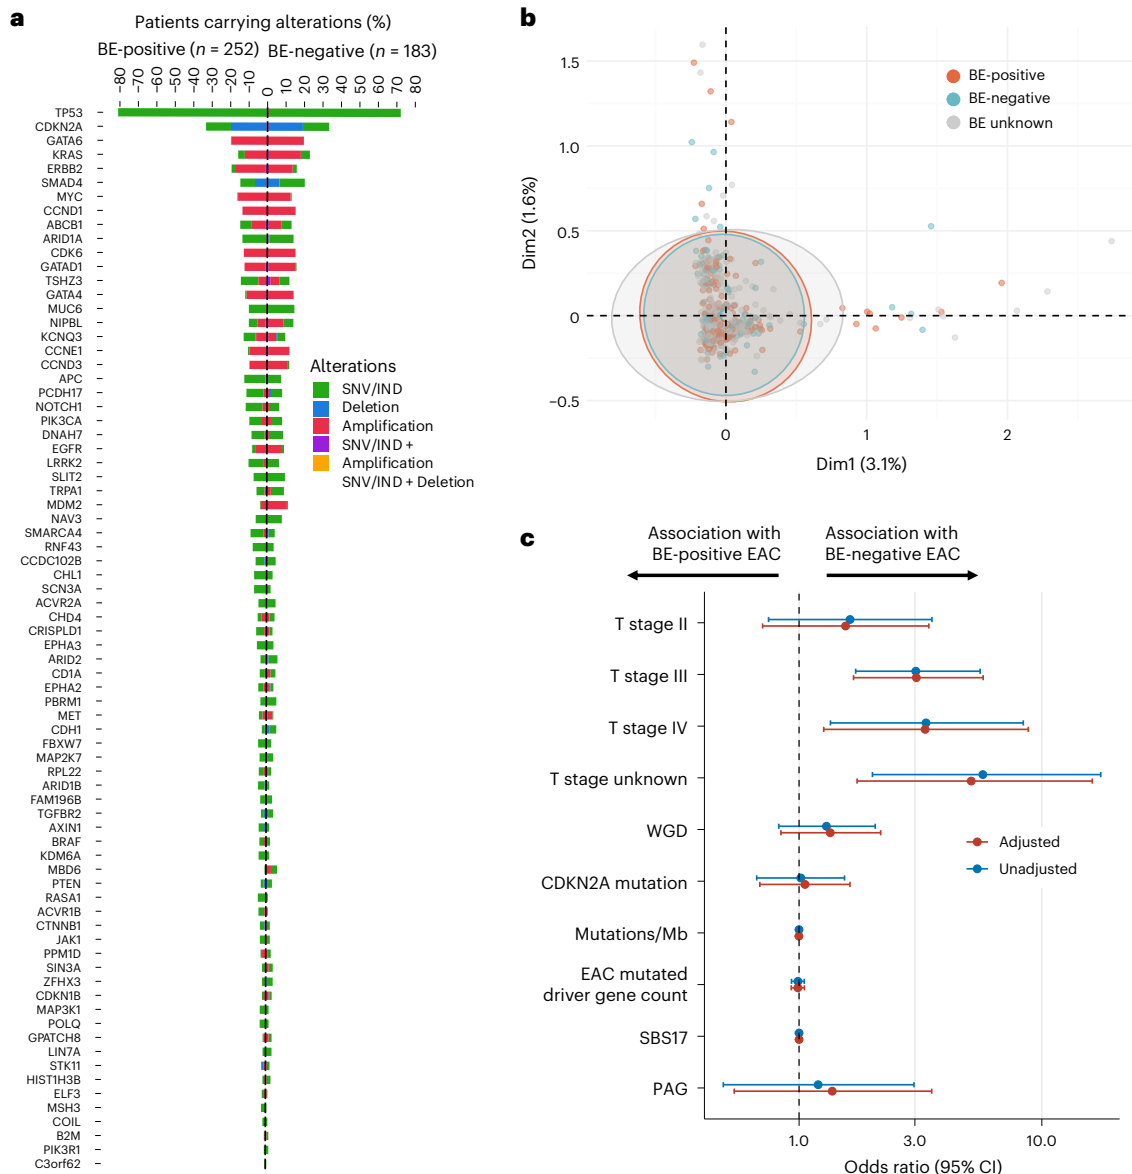 a
Patients carrying alterations (%)
BE-positive (n = 252) BE-negative (n = 183)
−80 −70 −60 −50 −40 −30 −20 −10 0 10 20 30 40 50 60 70 80
TP53
CDKN2A
GATA6
KRAS
ERBB2
SMAD4
MYC
CCND1
ABCB1
ARID1A
CDK6
GATAD1
TSHZ3
GATA4
MUC6
NIPBL
KCNQ3
CCNE1
CCND3
APC
PCDH17
NOTCH1
PIK3CA
DNAH7
EGFR
LRRK2
SLIT2
TRPA1
MDM2
NAV3
SMARCA4
RNF43
CCDC102B
CHL1
SCN3A
ACVR2A
CHD4
CRISPLD1
EPHA3
ARID2
CD1A
EPHA2
PBRM1
MET
CDH1
FBXW7
MAP2K7
RPL22
ARID1B
FAM196B
TGFBR2
AXIN1
BRAF
KDM6A
MBD6
PTEN
RASA1
ACVR1B
CTNNB1
JAK1
PPM1D
SIN3A
ZFHX3
CDKN1B
MAP3K1
POLQ
GPATCH8
LIN7A
STK11
HIST1H3B
ELF3
MSH3
COIL
B2M
PIK3R1
C3orf62
Alterations
SNV/IND
Deletion
Amplification
SNV/IND +
Amplification
SNV/IND + Deletion
b
Dim2 (1.6%)
1.5
1.0
0.5
0
−0.5
0 1 2
Dim1 (3.1%)
BE-positive
BE-negative
BE unknown
c
Association with
BE-positive EAC
Association with
BE-negative EAC
T stage II
T stage III
T stage IV
T stage unknown
WGD
CDKN2A mutation
Mutations/Mb
EAC mutated
driver gene count
SBS17
PAG
Adjusted
Unadjusted
1.0 3.0 10.0
Odds ratio (95% CI)